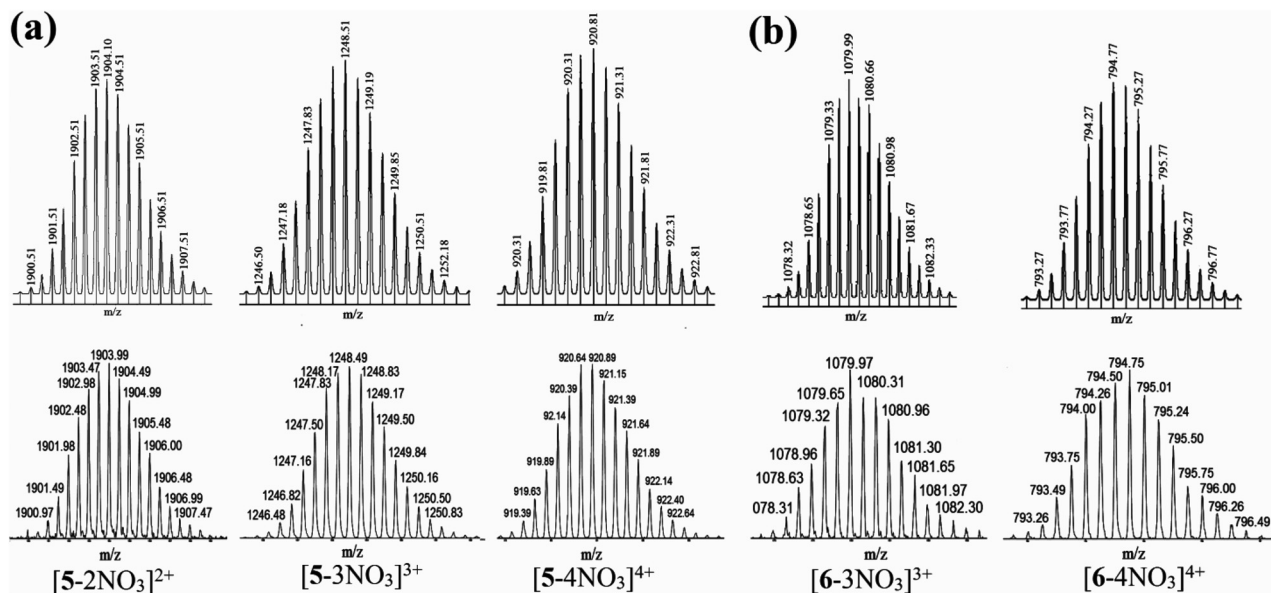 (a)
1900.51 1901.51 1902.51 1903.51 1904.10 1904.51 1905.51 1906.51 1907.51
m/z
1246.50 1247.18 1247.83 1248.51 1249.19 1249.85 1250.51 1252.18
m/z
920.31 919.81 920.31 920.81 921.31 921.81 922.31 922.81
m/z
(b)
1078.32 1078.65 1079.33 1079.99 1080.66 1080.98 1081.67 1082.33
m/z
793.27 793.77 794.27 794.77 795.27 795.77 796.27 796.77
m/z
1900.97 1901.49 1901.98 1902.48 1902.98 1903.47 1903.99 1904.49 1904.99 1905.48 1906.00 1906.48 1906.99 1907.47
m/z
[5-2NO3]2+
1246.48 1246.82 1247.16 1247.50 1247.83 1248.17 1248.49 1248.83 1249.17 1249.50 1249.84 1250.16 1250.50 1250.83
m/z
[5-3NO3]3+
919.39 919.63 919.89 92.14 920.39 920.64 920.89 921.15 921.39 921.64 921.89 922.14 922.40 922.64
m/z
[5-4NO3]4+
078.31 1078.63 1078.96 1079.32 1079.65 1079.97 1080.31 1080.96 1081.30 1081.65 1081.97 1082.30
m/z
[6-3NO3]3+
793.26 793.49 793.75 794.00 794.26 794.50 794.75 795.01 795.24 795.50 795.75 796.00 796.26 796.49
m/z
[6-4NO3]4+